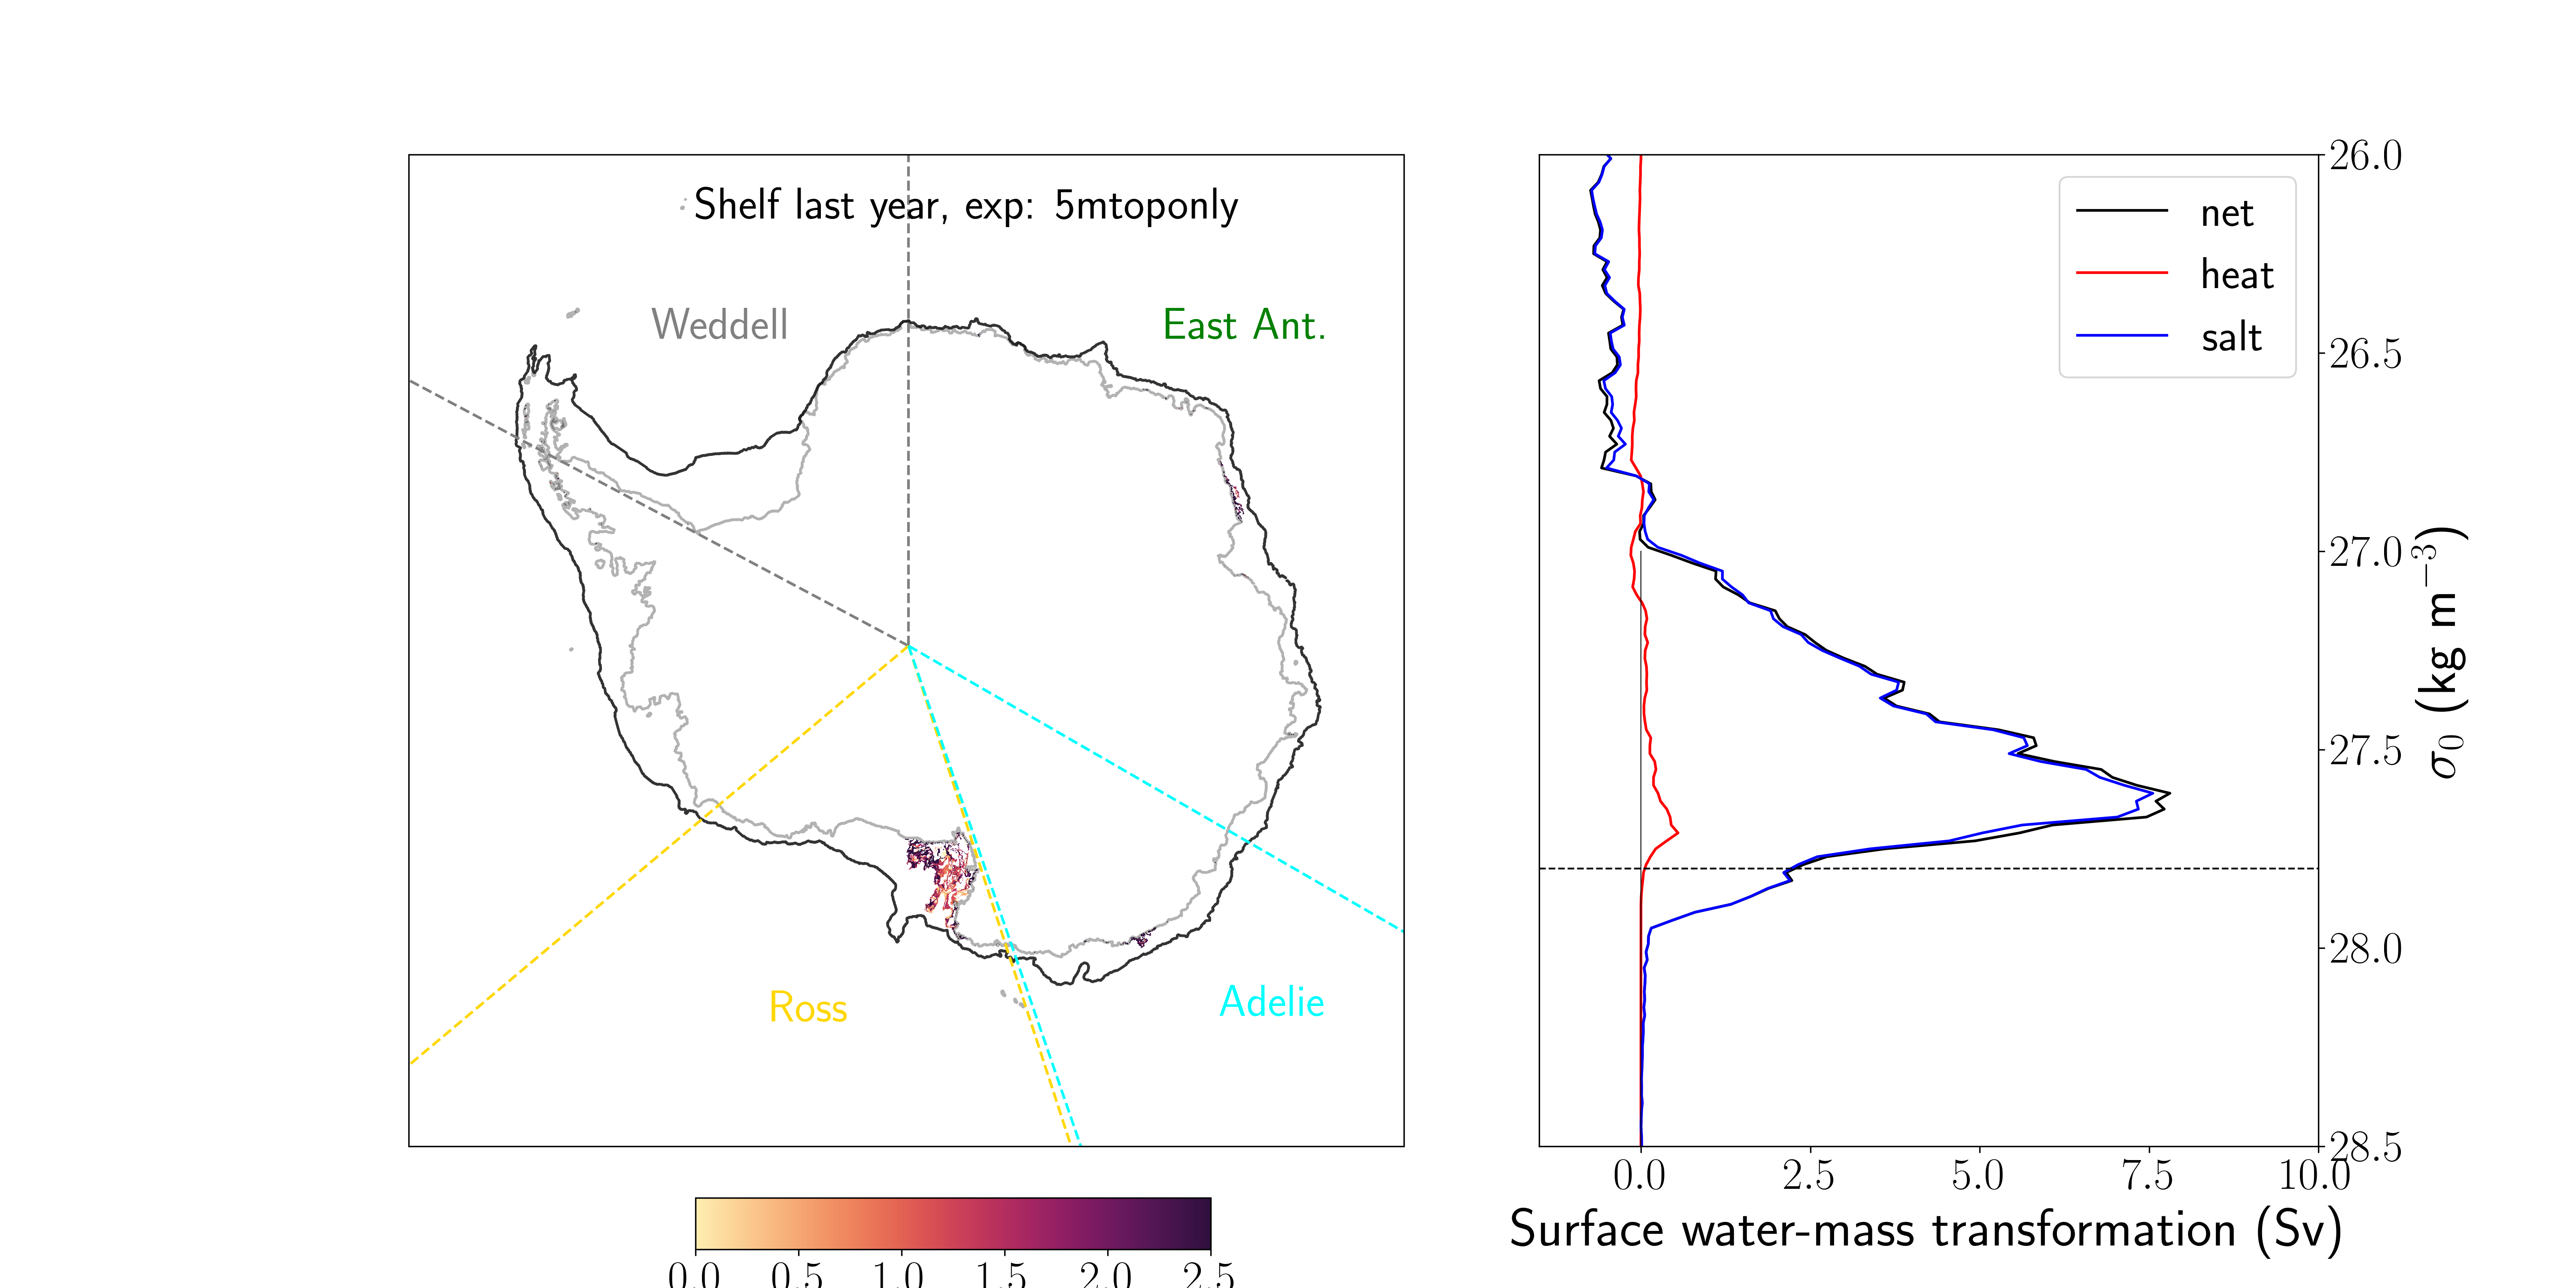 Shelf last year, exp: 5mtoponly
Weddell
East Ant.
Ross
Adelie
0.0 0.5 1.0 1.5 2.0 2.5
net
heat
salt
26.0
26.5
27.0
27.5
28.0
28.5
σ₀ (kg m⁻³)
0.0 2.5 5.0 7.5 10.0
Surface water-mass transformation (Sv)